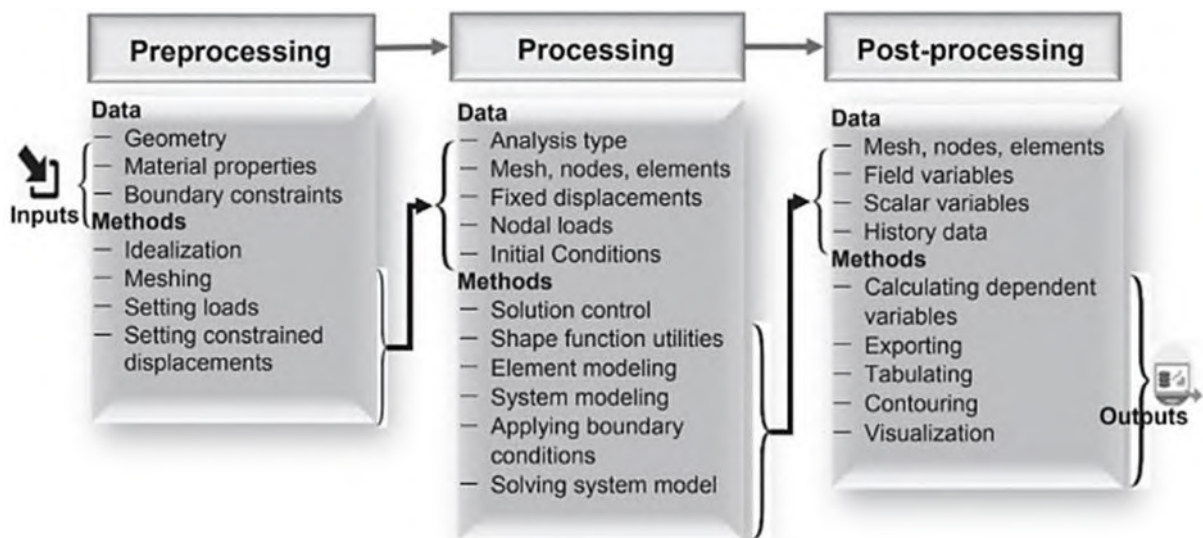 Preprocessing
Processing
Post-processing
Inputs
Data
– Geometry
– Material properties
– Boundary constraints
Methods
– Idealization
– Meshing
– Setting loads
– Setting constrained
displacements
Data
– Analysis type
– Mesh, nodes, elements
– Fixed displacements
– Nodal loads
– Initial Conditions
Methods
– Solution control
– Shape function utilities
– Element modeling
– System modeling
– Applying boundary
conditions
– Solving system model
Data
– Mesh, nodes, elements
– Field variables
– Scalar variables
– History data
Methods
– Calculating dependent
variables
– Exporting
– Tabulating
– Contouring
– Visualization
Outputs